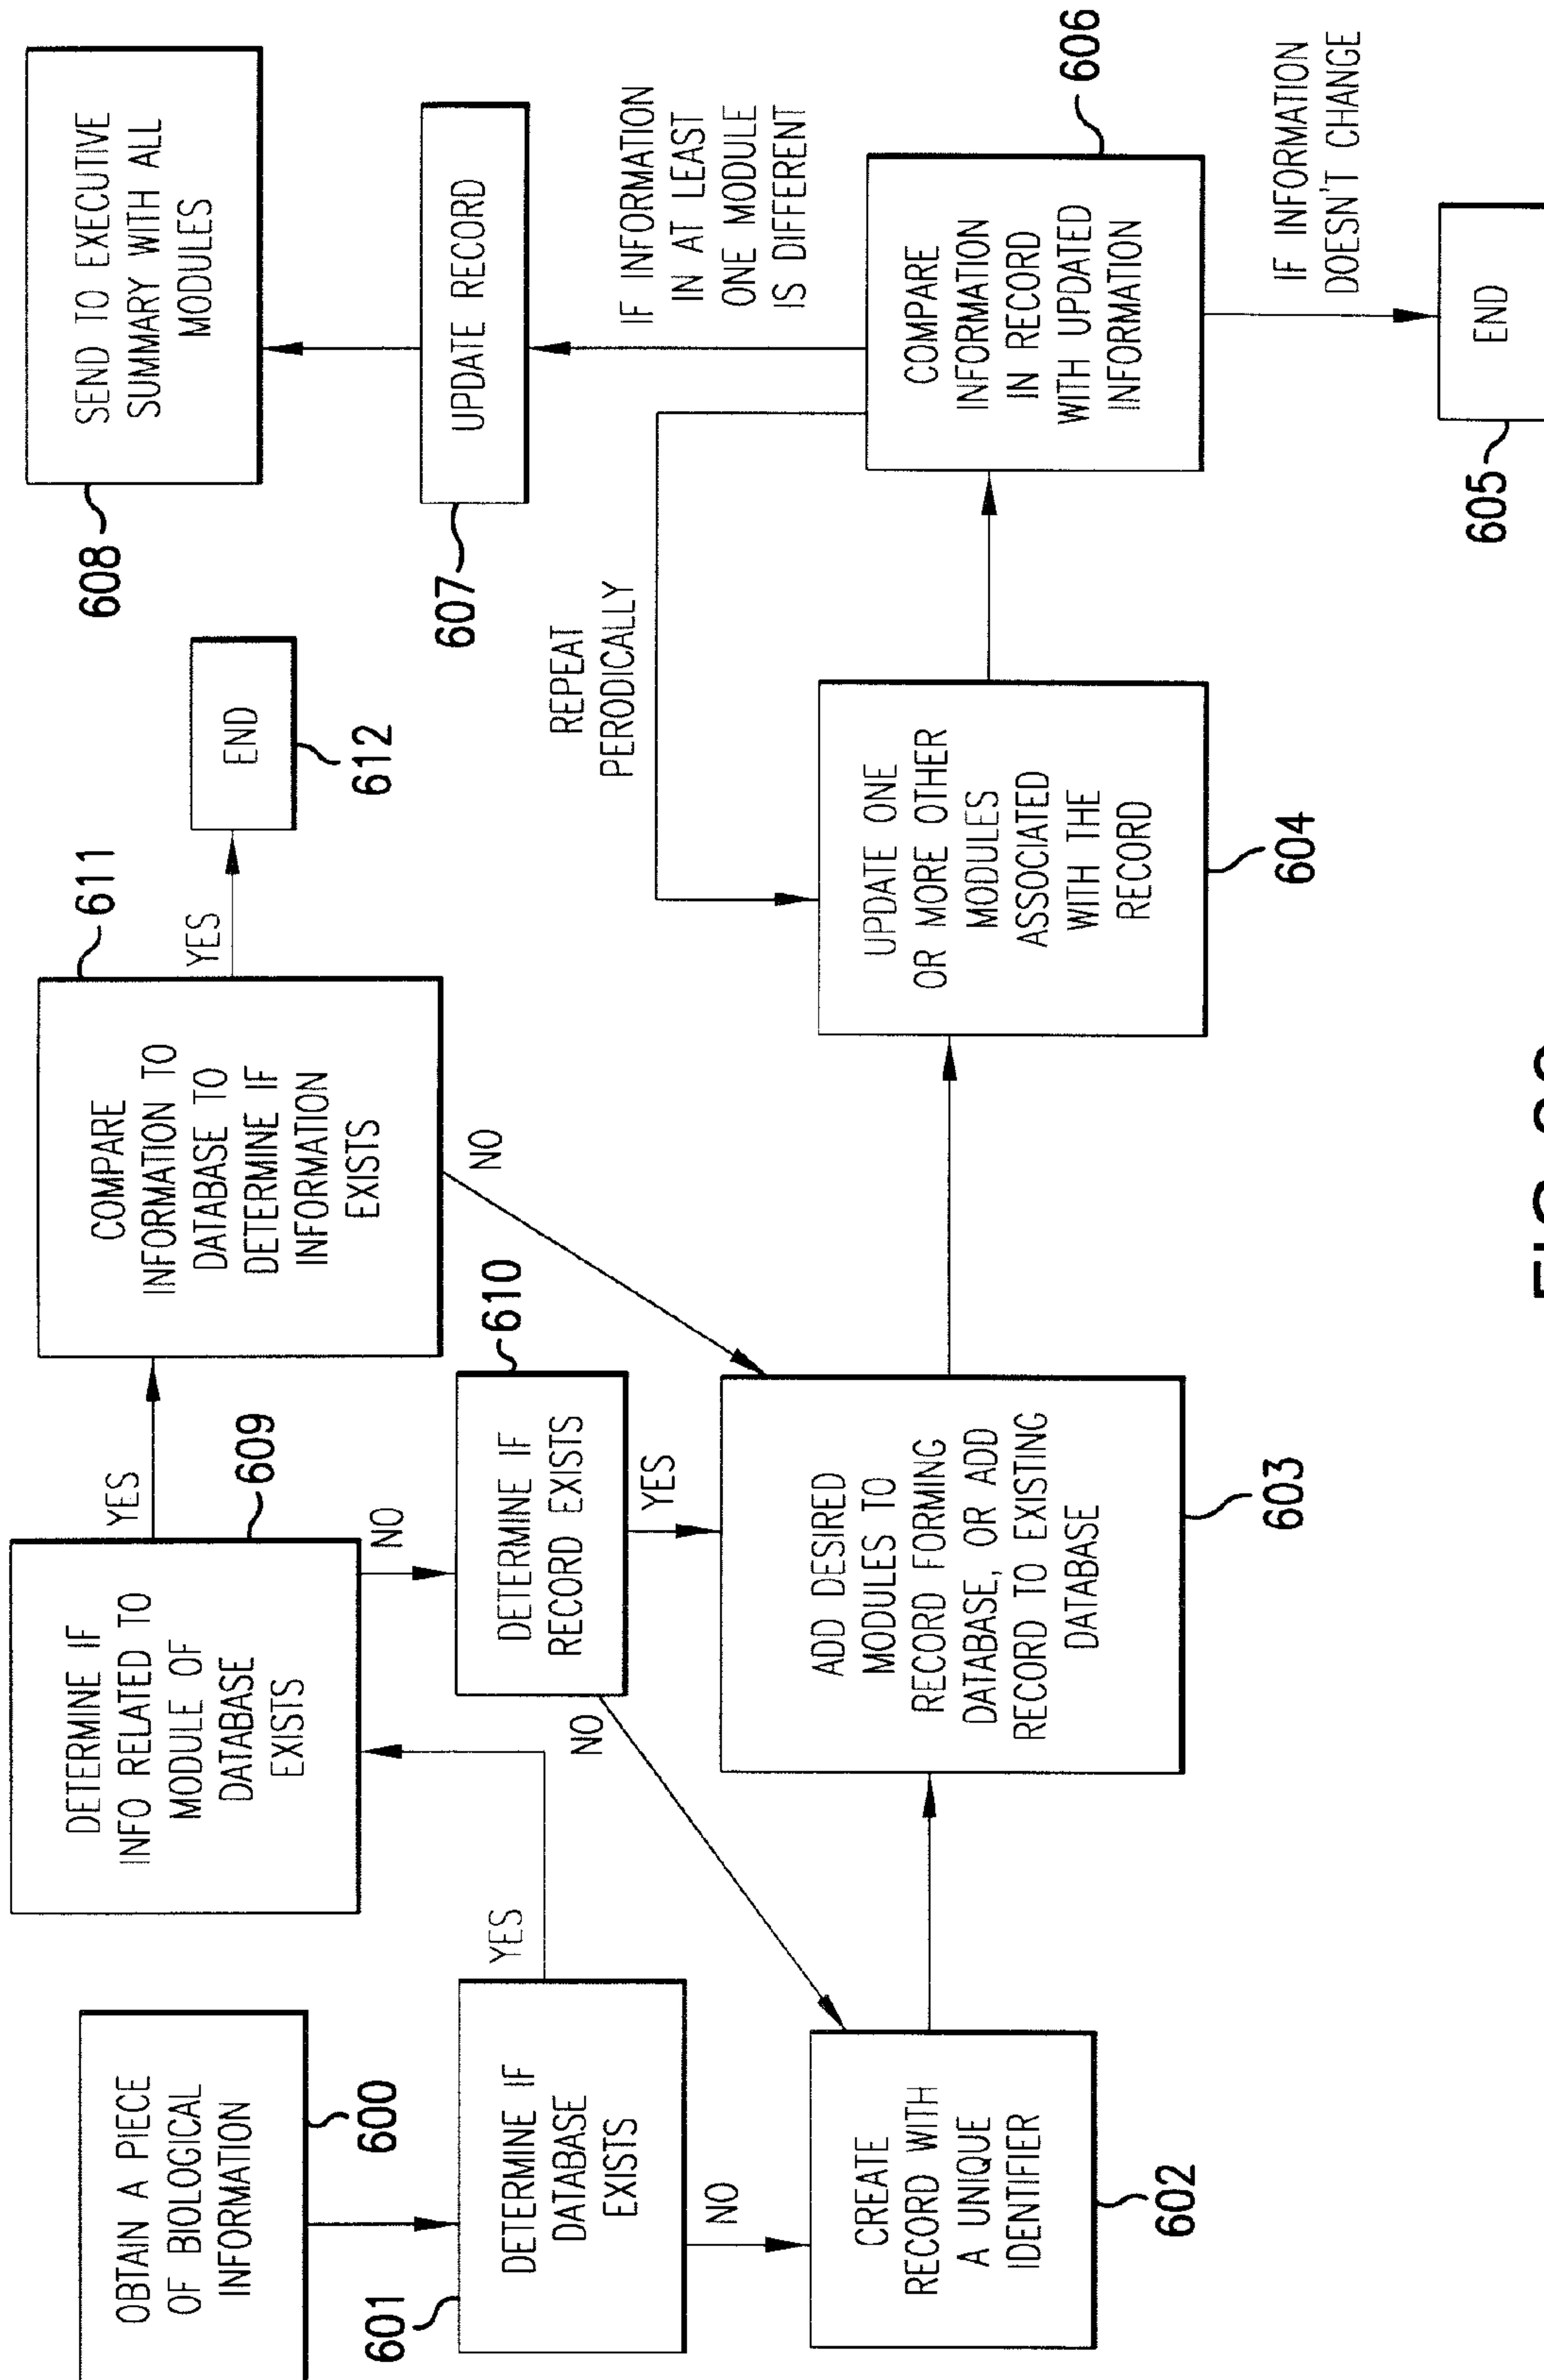 OBTAIN A PIECE
OF BIOLOGICAL
INFORMATION
600
DETERMINE IF
DATABASE
EXISTS
601
YES
NO
CREATE
RECORD WITH
A UNIQUE
IDENTIFIER
602
DETERMINE IF
INFO RELATED TO
MODULE OF
DATABASE
EXISTS
609
YES
NO
DETERMINE IF
RECORD EXISTS
610
NO
YES
ADD DESIRED
MODULES TO
RECORD FORMING
DATABASE, OR ADD
RECORD TO EXISTING
DATABASE
603
COMPARE
INFORMATION TO
DATABASE TO
DETERMINE IF
INFORMATION
EXISTS
611
YES
NO
END
612
UPDATE ONE
OR MORE OTHER
MODULES
ASSOCIATED
WITH THE
RECORD
604
REPEAT
PERODICALLY
COMPARE
INFORMATION
IN RECORD
WITH UPDATED
INFORMATION
606
IF INFORMATION
IN AT LEAST
ONE MODULE
IS DIFFERENT
UPDATE RECORD
607
SEND TO EXECUTIVE
SUMMARY WITH ALL
MODULES
608
IF INFORMATION
DOESN'T CHANGE
END
605